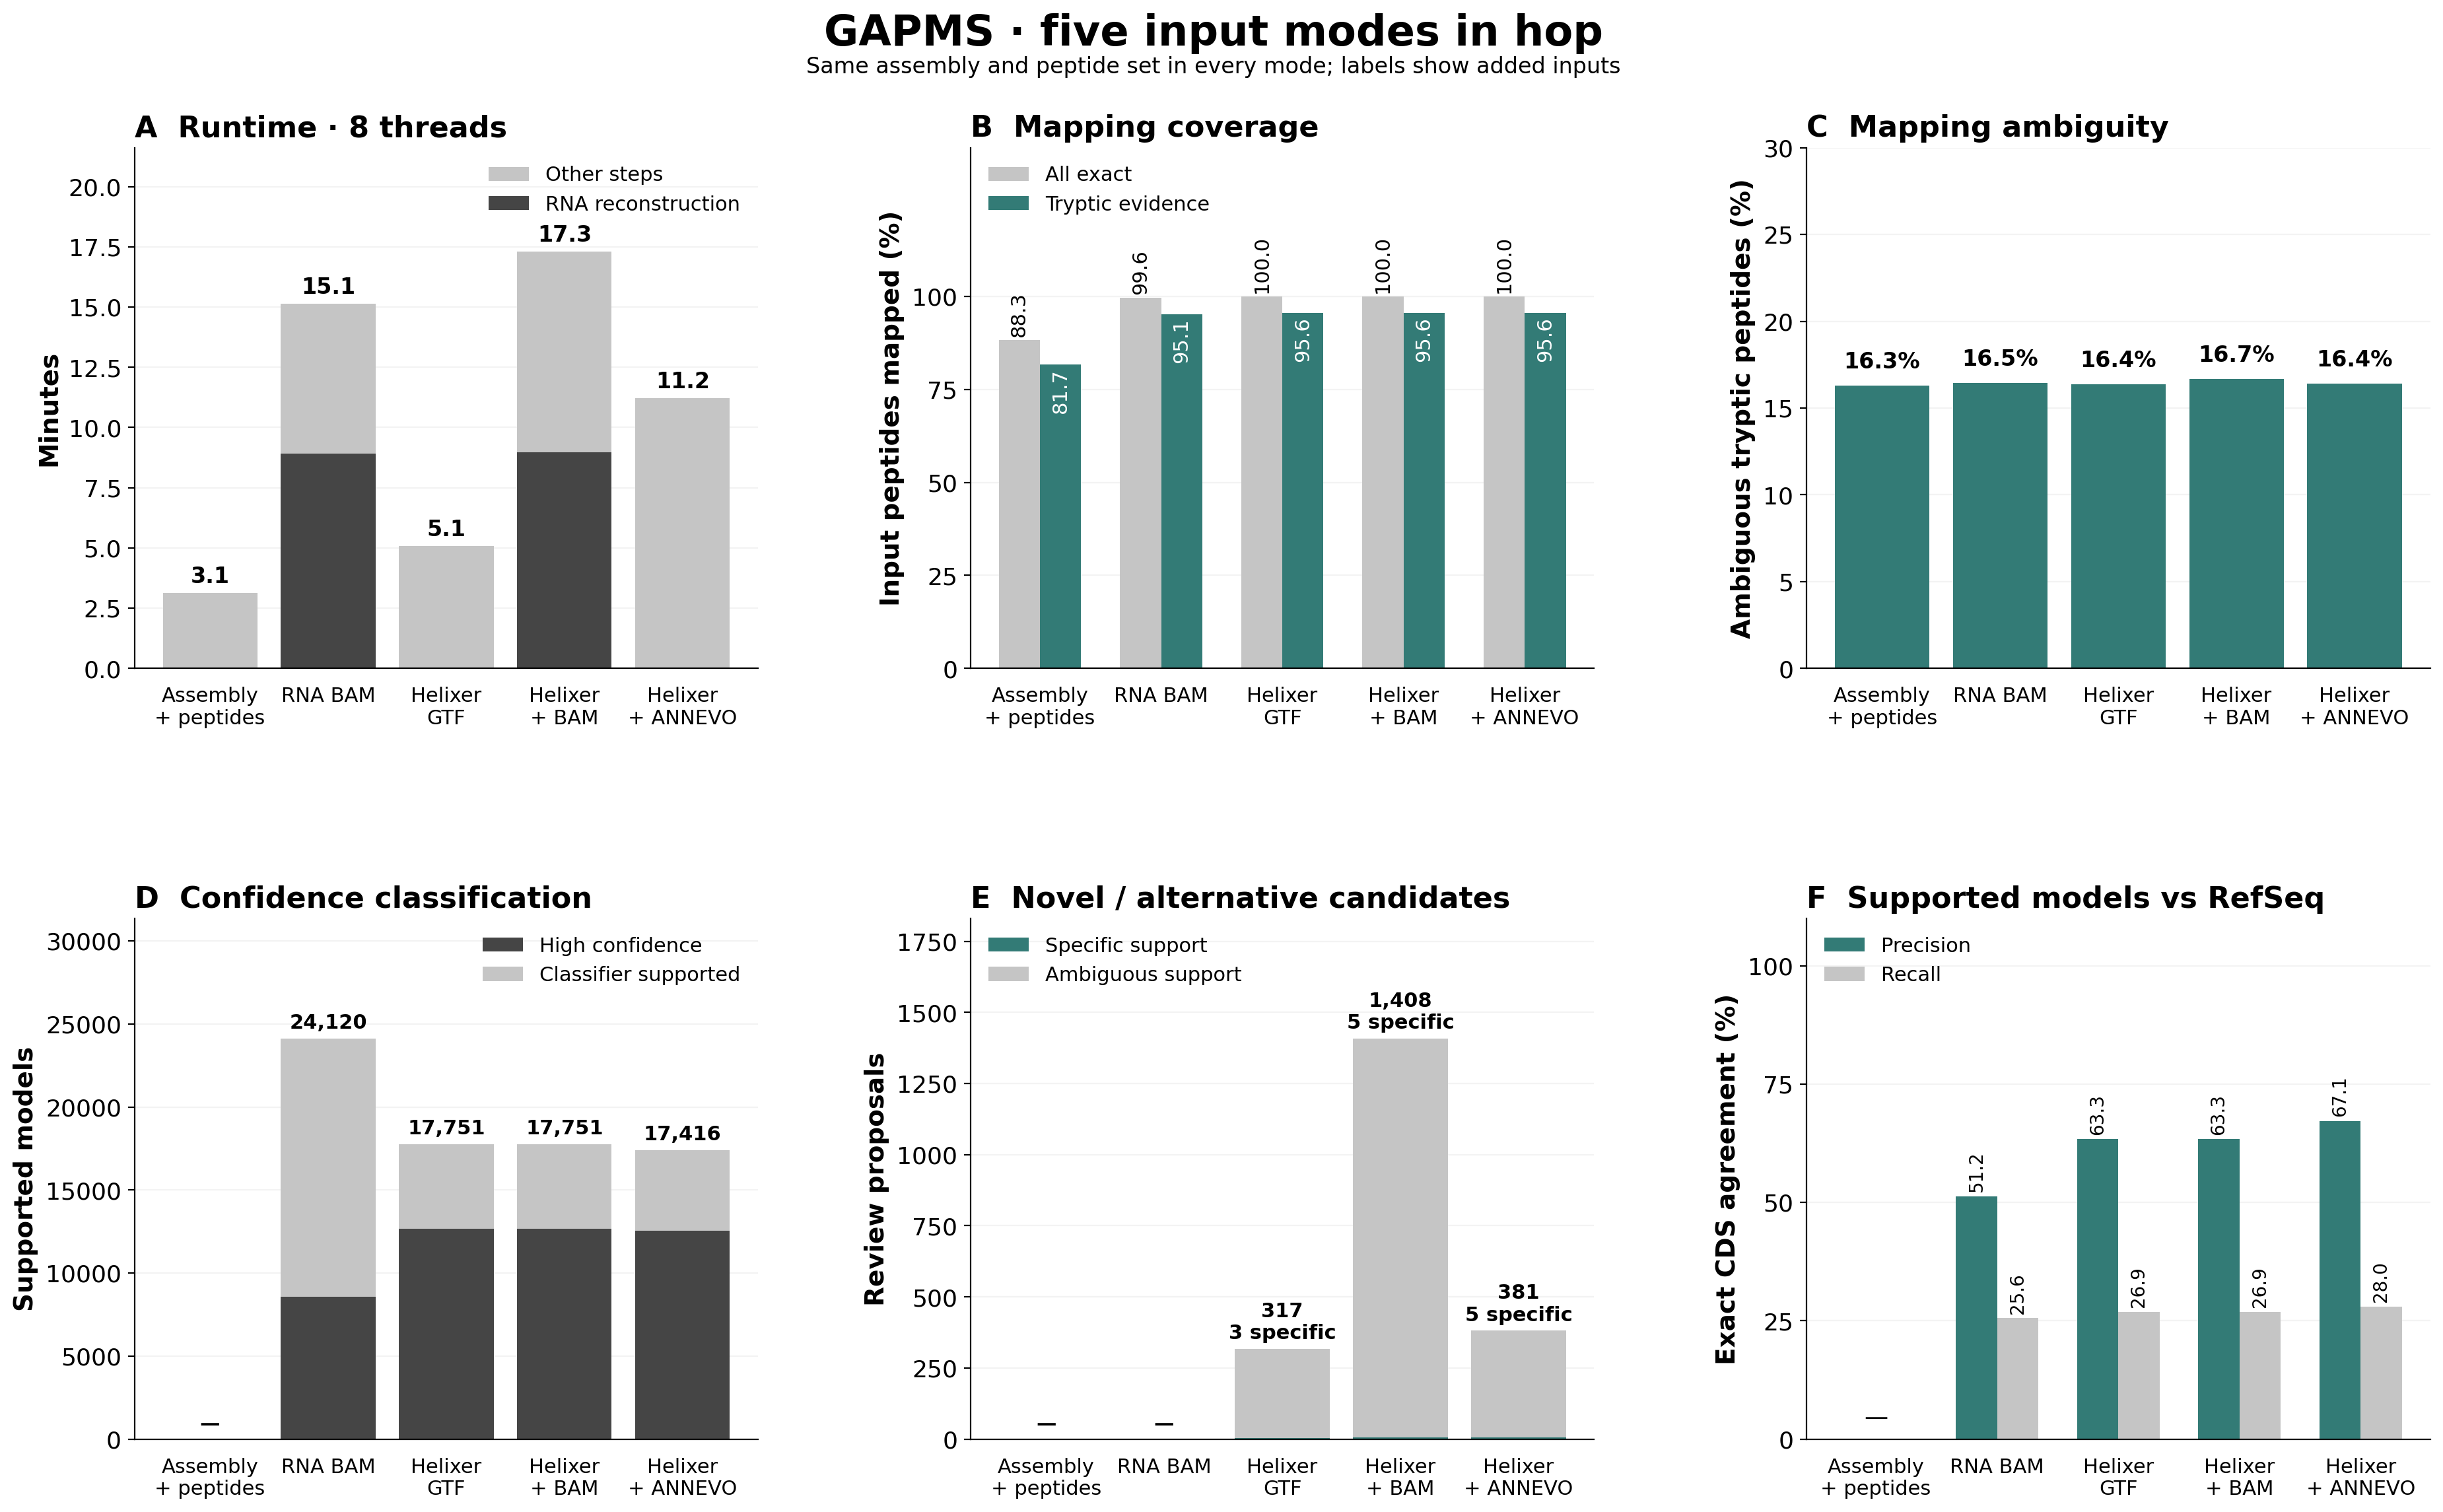 GAPMS · five input modes in hop
Same assembly and peptide set in every mode; labels show added inputs
A Runtime · 8 threads
Minutes
20.0
17.5
15.0
12.5
10.0
7.5
5.0
2.5
0.0
Other steps
RNA reconstruction
3.1
15.1
5.1
17.3
11.2
Assembly
+ peptides
RNA BAM
Helixer
GTF
Helixer
+ BAM
Helixer
+ ANNEVO
B Mapping coverage
Input peptides mapped (%)
100
75
50
25
0
All exact
Tryptic evidence
88.3
81.7
99.6
95.1
100.0
95.6
100.0
95.6
100.0
95.6
Assembly
+ peptides
RNA BAM
Helixer
GTF
Helixer
+ BAM
Helixer
+ ANNEVO
C Mapping ambiguity
Ambiguous tryptic peptides (%)
30
25
20
15
10
5
0
16.3%
16.5%
16.4%
16.7%
16.4%
Assembly
+ peptides
RNA BAM
Helixer
GTF
Helixer
+ BAM
Helixer
+ ANNEVO
D Confidence classification
Supported models
30000
25000
20000
15000
10000
5000
0
High confidence
Classifier supported
—
24,120
17,751
17,751
17,416
Assembly
+ peptides
RNA BAM
Helixer
GTF
Helixer
+ BAM
Helixer
+ ANNEVO
E Novel / alternative candidates
Review proposals
1750
1500
1250
1000
750
500
250
0
Specific support
Ambiguous support
—
—
317
3 specific
1,408
5 specific
381
5 specific
Assembly
+ peptides
RNA BAM
Helixer
GTF
Helixer
+ BAM
Helixer
+ ANNEVO
F Supported models vs RefSeq
Exact CDS agreement (%)
100
75
50
25
0
Precision
Recall
—
51.2
25.6
63.3
26.9
63.3
26.9
67.1
28.0
Assembly
+ peptides
RNA BAM
Helixer
GTF
Helixer
+ BAM
Helixer
+ ANNEVO